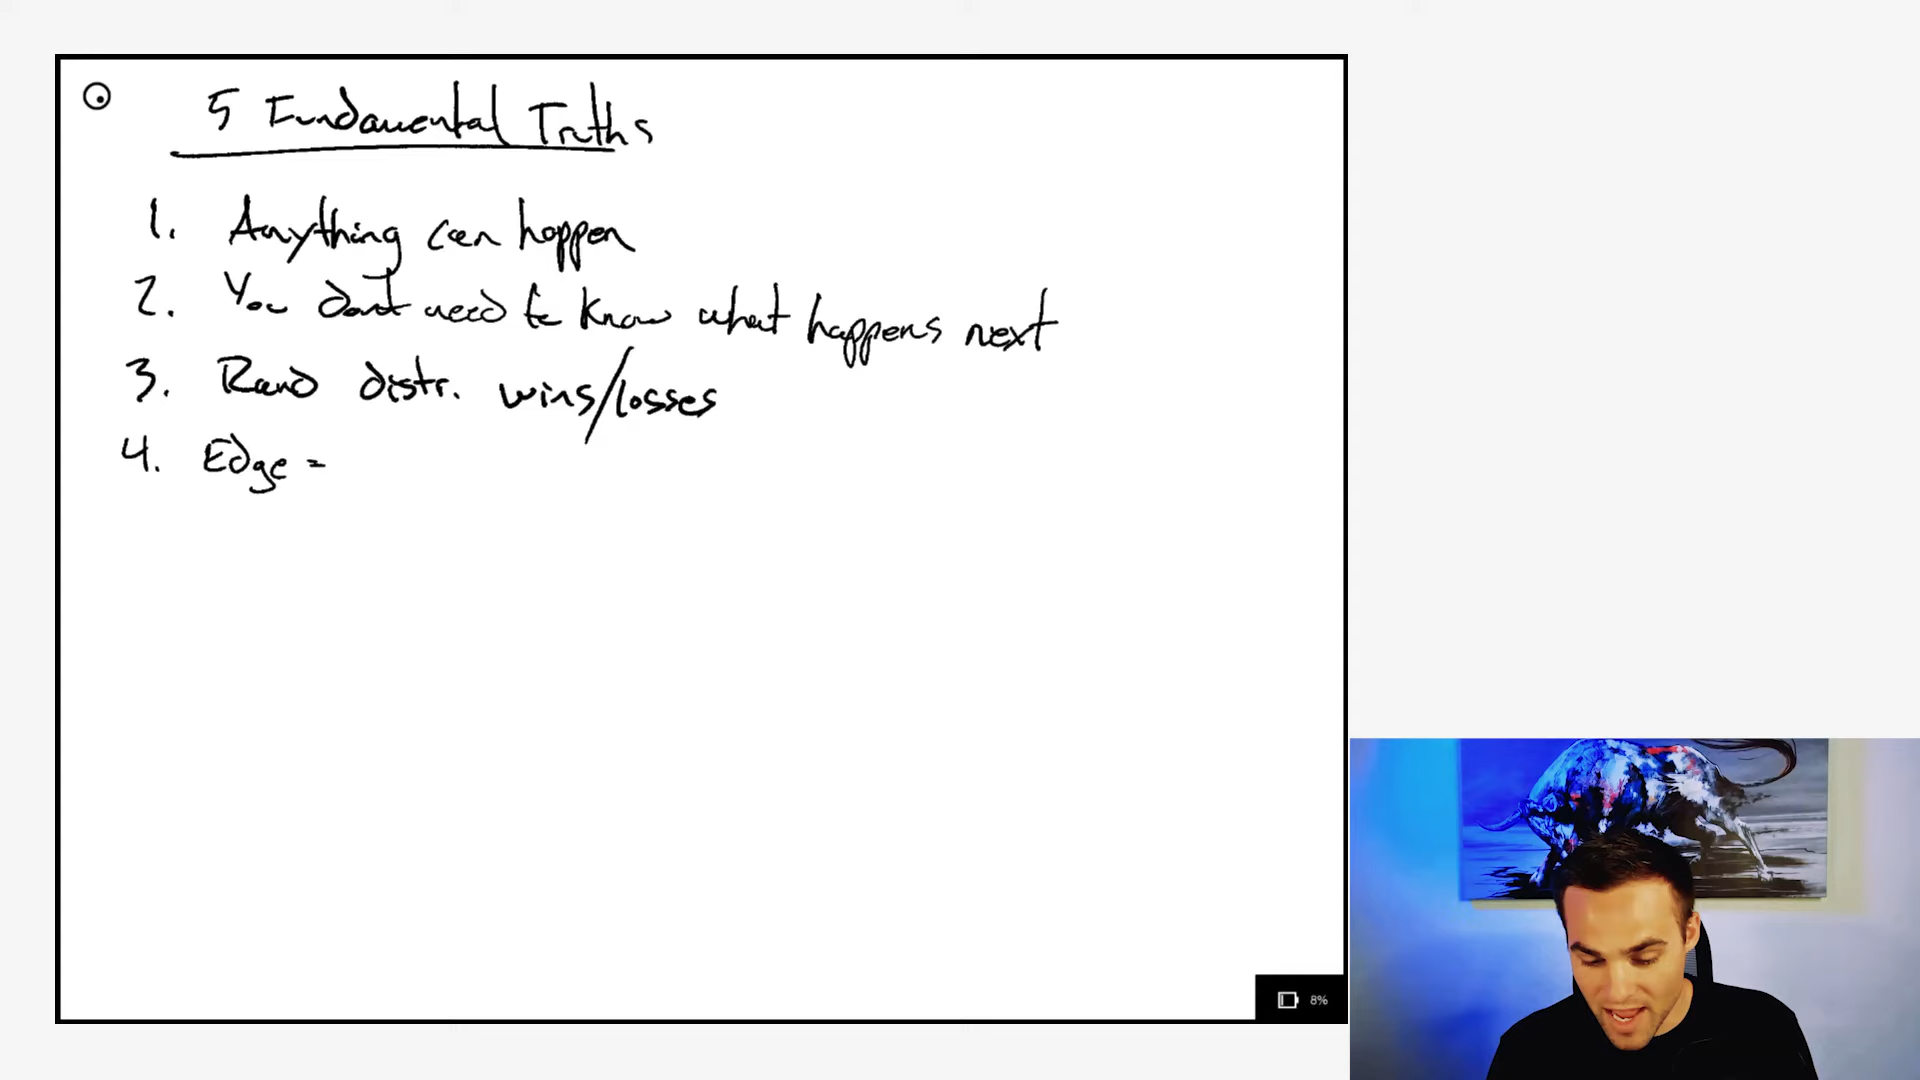 5 Fundamental Truths
1. Anything can happen
2. You don't need to know what happens next
3. Rand distr. wins/losses
4. Edge =
8%